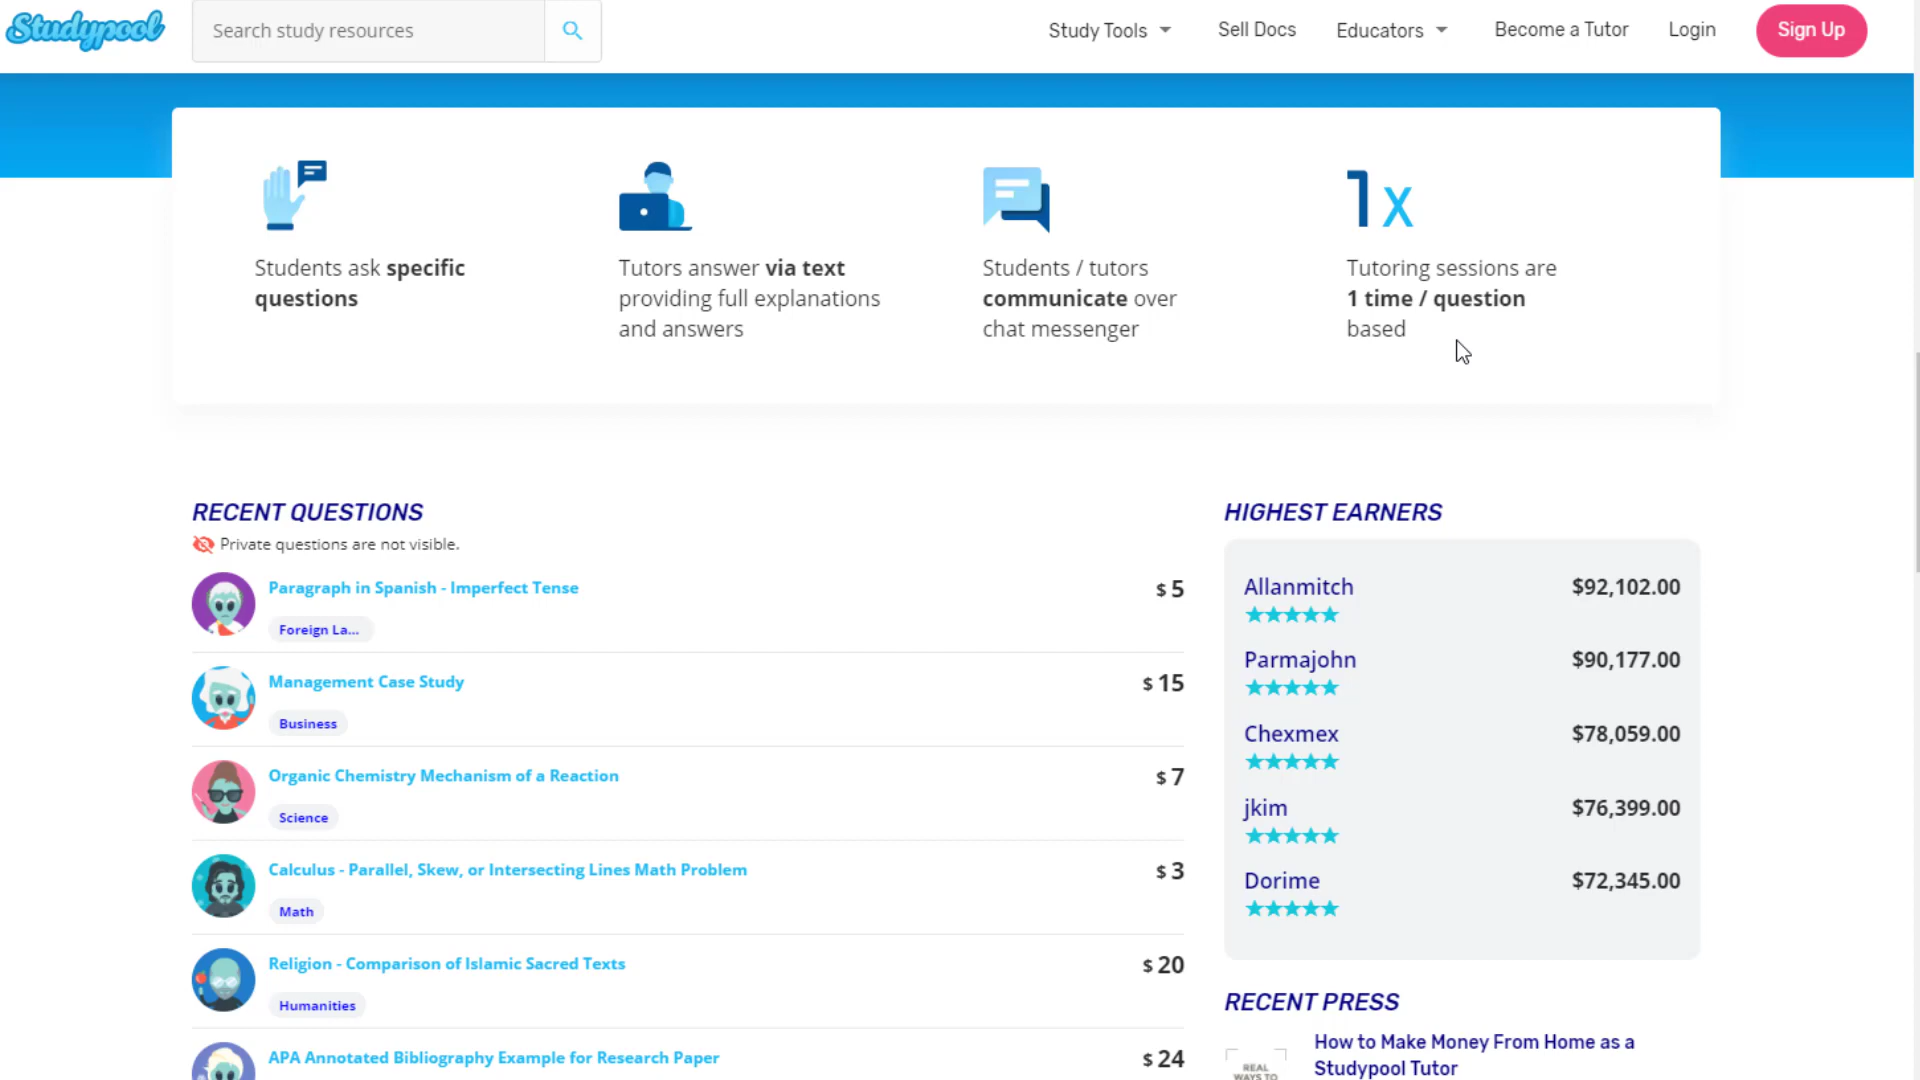 Studypool
Search study resources
Study Tools
Sell Docs
Educators
Become a Tutor
Login
Sign Up
Students ask specific
questions
Tutors answer via text
providing full explanations
and answers
Students / tutors
communicate over
chat messenger
1x
Tutoring sessions are
1 time / question
based
RECENT QUESTIONS
Private questions are not visible.
Paragraph in Spanish - Imperfect Tense
$ 5
Foreign La...
Management Case Study
$ 15
Business
Organic Chemistry Mechanism of a Reaction
$ 7
Science
Calculus - Parallel, Skew, or Intersecting Lines Math Problem
$ 3
Math
Religion - Comparison of Islamic Sacred Texts
$ 20
Humanities
APA Annotated Bibliography Example for Research Paper
$ 24
HIGHEST EARNERS
Allanmitch
$92,102.00
Parmajohn
$90,177.00
Chexmex
$78,059.00
jkim
$76,399.00
Dorime
$72,345.00
RECENT PRESS
How to Make Money From Home as a
Studypool Tutor
REAL
WAYS TO